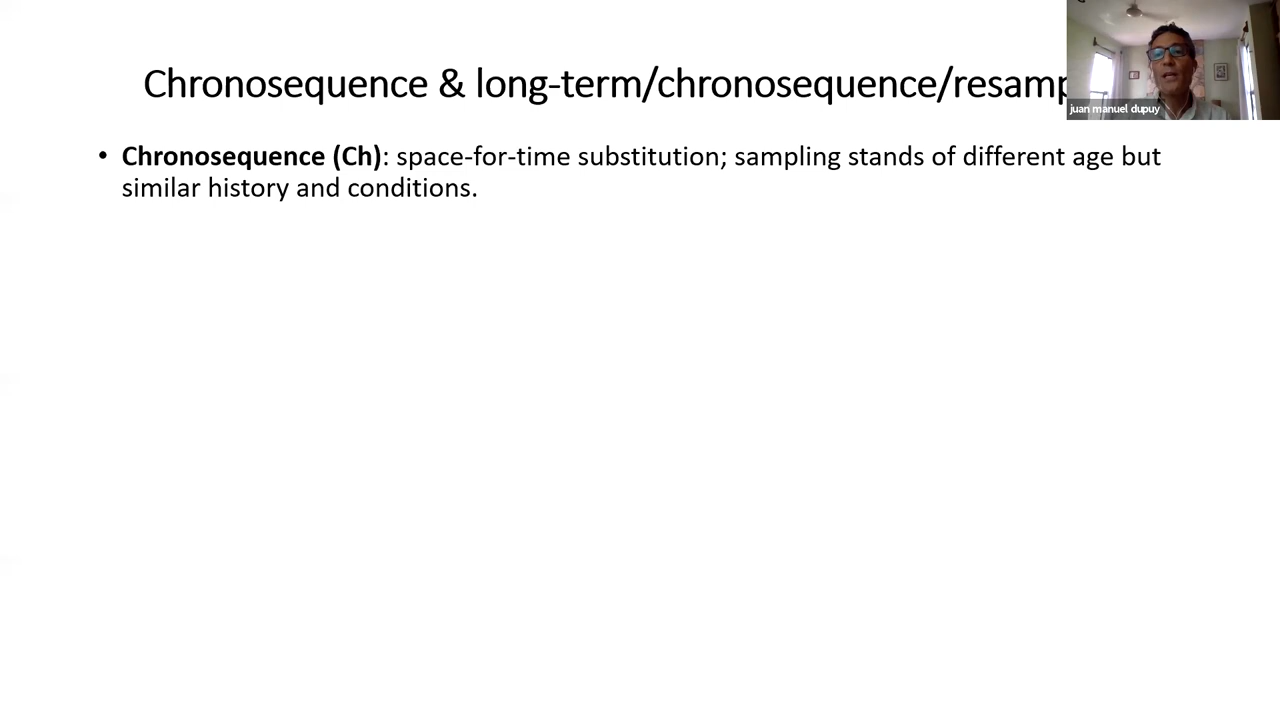 Chronosequence & long-term/chronosequence/resamp
juan manuel dupuy
• Chronosequence (Ch): space-for-time substitution; sampling stands of different age but
similar history and conditions.